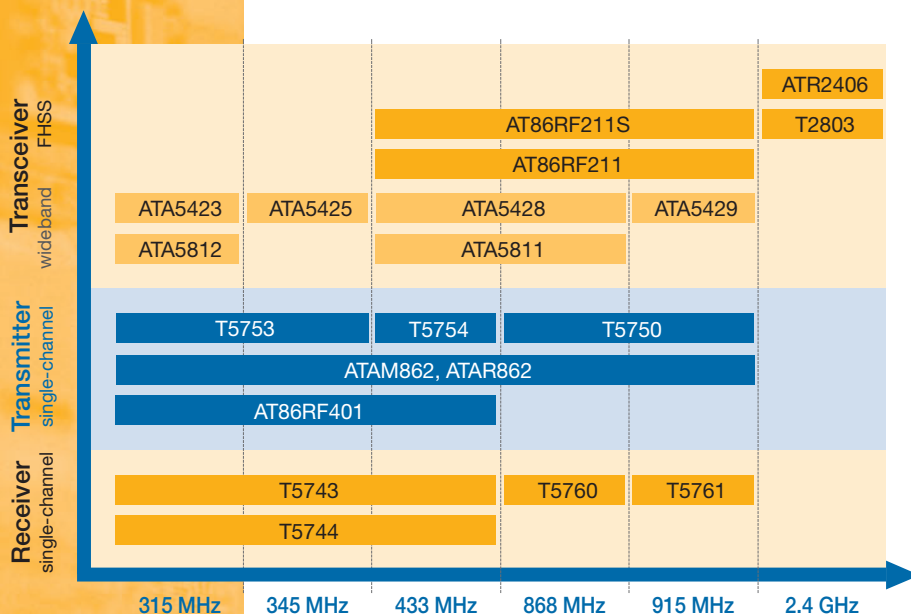 ATR2406
AT86RF211S T2803
AT86RF211
ATA5423 ATA5425 ATA5428 ATA5429
ATA5812 ATA5811
Transceiver
wideband FHSS
T5753 T5754 T5750
ATAM862, ATAR862
AT86RF401
Transmitter
single-channel
T5743 T5760 T5761
T5744
Receiver
single-channel
315 MHz 345 MHz 433 MHz 868 MHz 915 MHz 2.4 GHz